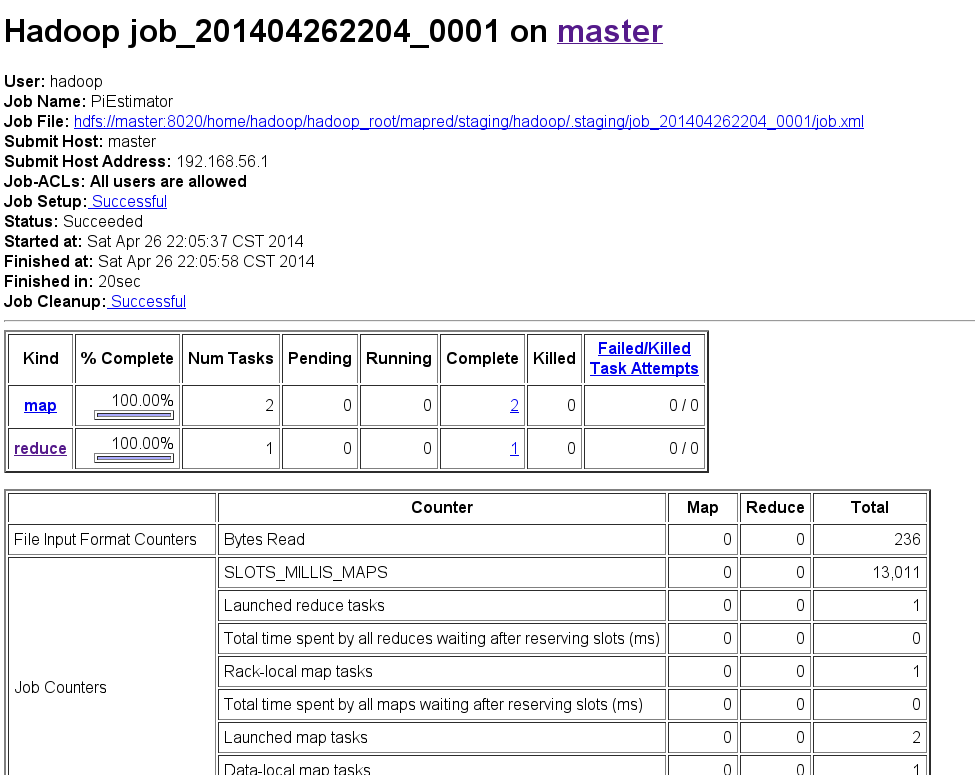 Hadoop job_201404262204_0001 on master
User: hadoop
Job Name: PiEstimator
Job File: hdfs://master:8020/home/hadoop/hadoop_root/mapred/staging/hadoop/.staging/job_201404262204_0001/job.xml
Submit Host: master
Submit Host Address: 192.168.56.1
Job-ACLs: All users are allowed
Job Setup: Successful
Status: Succeeded
Started at: Sat Apr 26 22:05:37 CST 2014
Finished at: Sat Apr 26 22:05:58 CST 2014
Finished in: 20sec
Job Cleanup: Successful
Kind % Complete Num Tasks Pending Running Complete Killed Failed/Killed
Task Attempts
map 100.00% 2 0 0 2 0 0 / 0
reduce 100.00% 1 0 0 1 0 0 / 0
Counter Map Reduce Total
File Input Format Counters Bytes Read 0 0 236
Job Counters SLOTS_MILLIS_MAPS 0 0 13,011
Launched reduce tasks 0 0 1
Total time spent by all reduces waiting after reserving slots (ms) 0 0 0
Rack-local map tasks 0 0 1
Total time spent by all maps waiting after reserving slots (ms) 0 0 0
Launched map tasks 0 0 2
Data-local map tasks 0 0 1